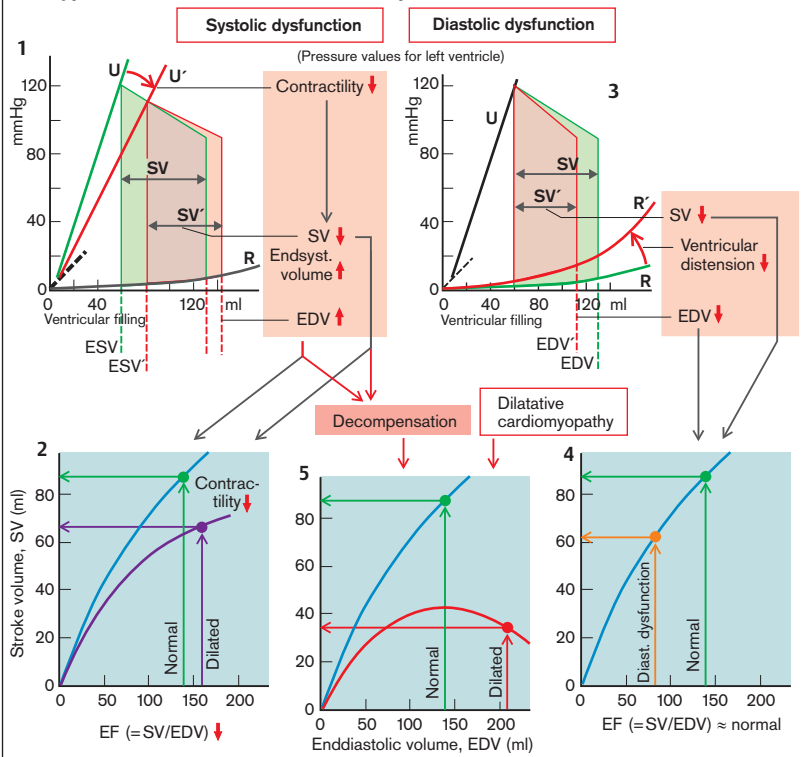 Systolic dysfunction
Diastolic dysfunction
(Pressure values for left ventricle)
1
mmHg
120
80
40
0
U
U´
SV
SV´
R
0
40
120
ml
Ventricular filling
ESV
ESV´
Contractility
SV
Endsyst.
volume
EDV
3
mmHg
120
80
40
0
U
SV
SV´
R´
R
0
40
80
120
ml
Ventricular filling
EDV´
EDV
SV
Ventricular
distension
EDV
Decompensation
Dilatative
cardiomyopathy
2
Stroke volume, SV (ml)
80
60
40
20
0
Contrac-
tility
Normal
Dilated
0
50
100
150
200
EF (=SV/EDV)
5
80
60
40
20
0
Normal
Dilated
0
50
100
150
200
Enddiastolic volume, EDV (ml)
4
80
60
40
20
0
Diast. dysfunction
Normal
0
50
100
150
200
EF (=SV/EDV) ≈ normal